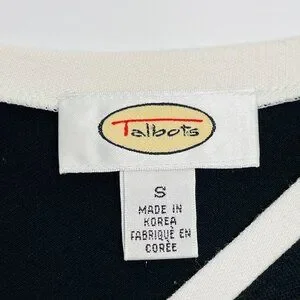 Talbots
S
MADE IN
KOREA
FABRIQUÉ EN
CORÉE